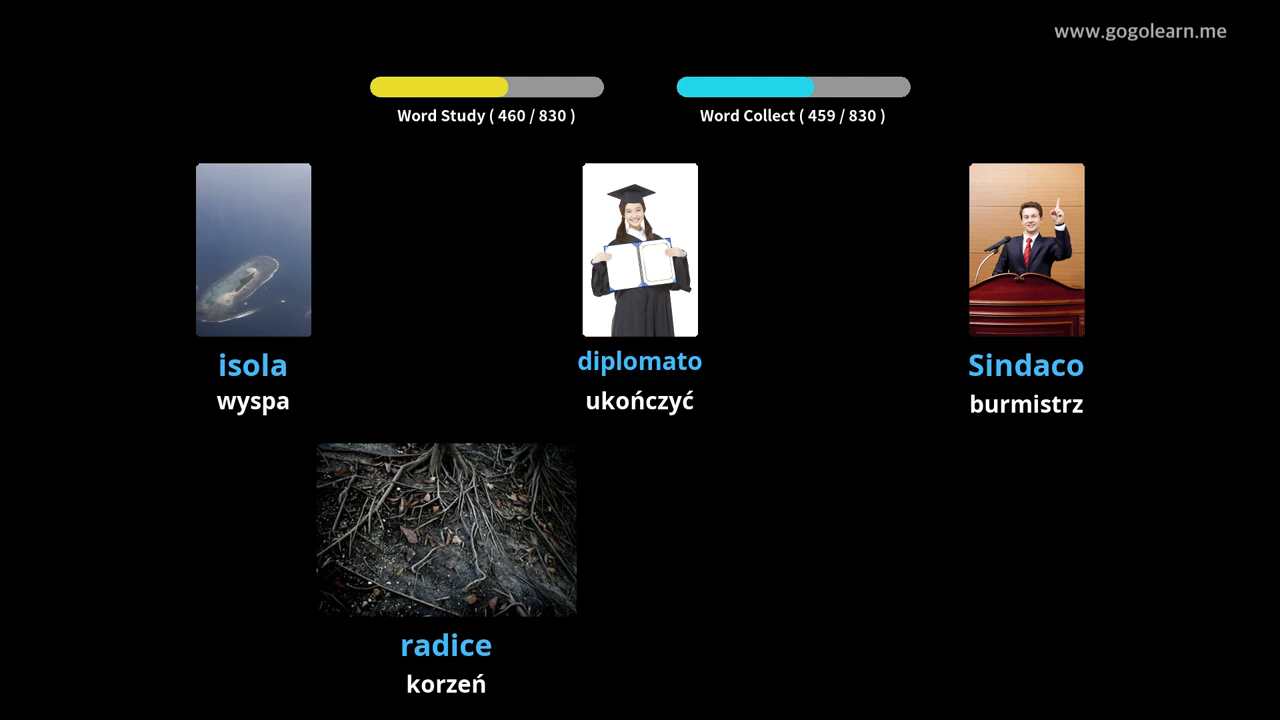 www.gogolearn.me
Word Study ( 460 / 830 )
Word Collect ( 459 / 830 )
isola
wyspa
diplomato
ukończyć
Sindaco
burmistrz
radice
korzeń